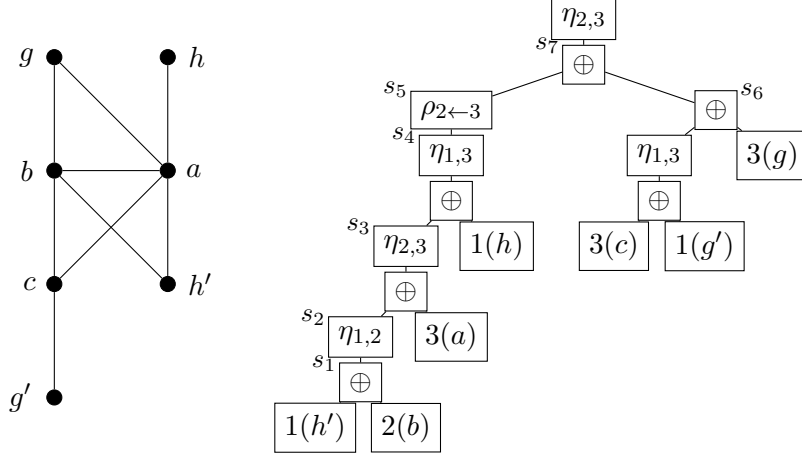 g
h
b
a
c
h′
g′
η₂,₃
s₇
⊕
s₅
ρ₂←₃
s₆
⊕
s₄
η₁,₃
η₁,₃
3(g)
⊕
⊕
s₃
η₂,₃
1(h)
3(c)
1(g′)
⊕
s₂
η₁,₂
3(a)
s₁
⊕
1(h′)
2(b)